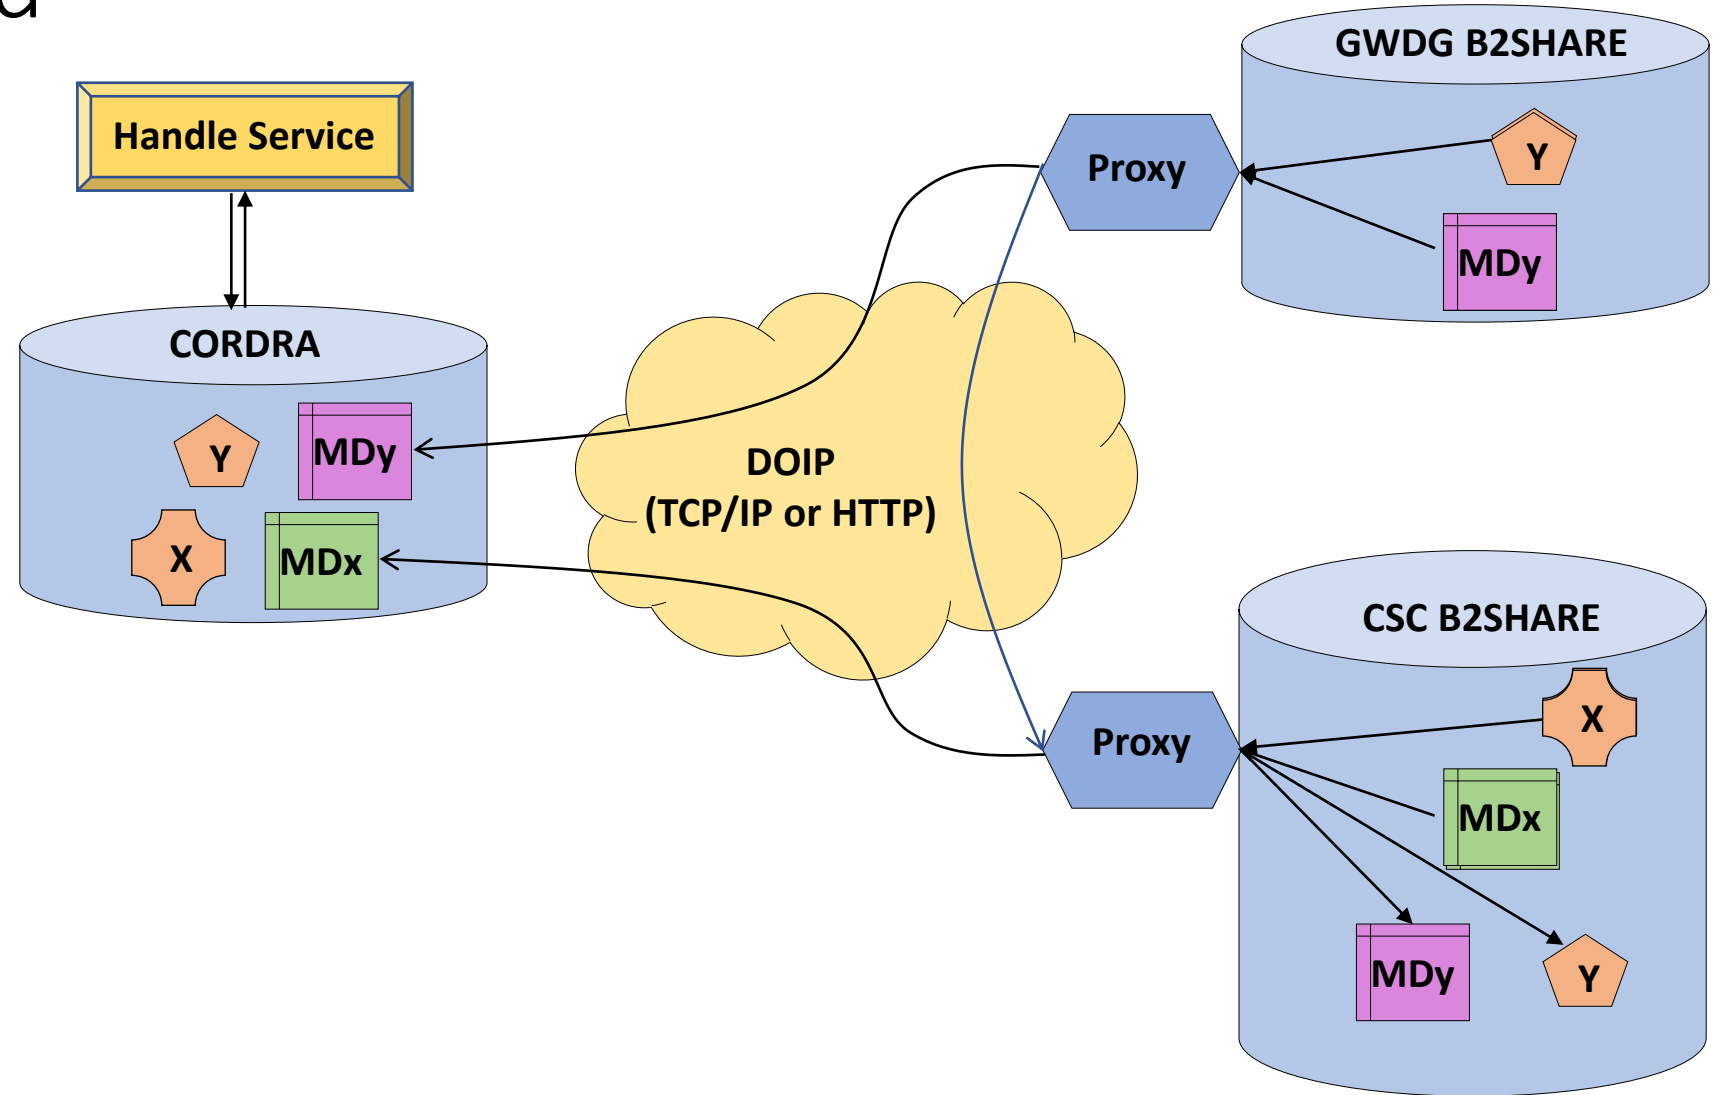 GWDG B2SHARE
Handle Service
Proxy
Y
MDy
CORDRA
Y
MDy
X
MDx
DOIP
(TCP/IP or HTTP)
CSC B2SHARE
Proxy
X
MDx
MDy
Y